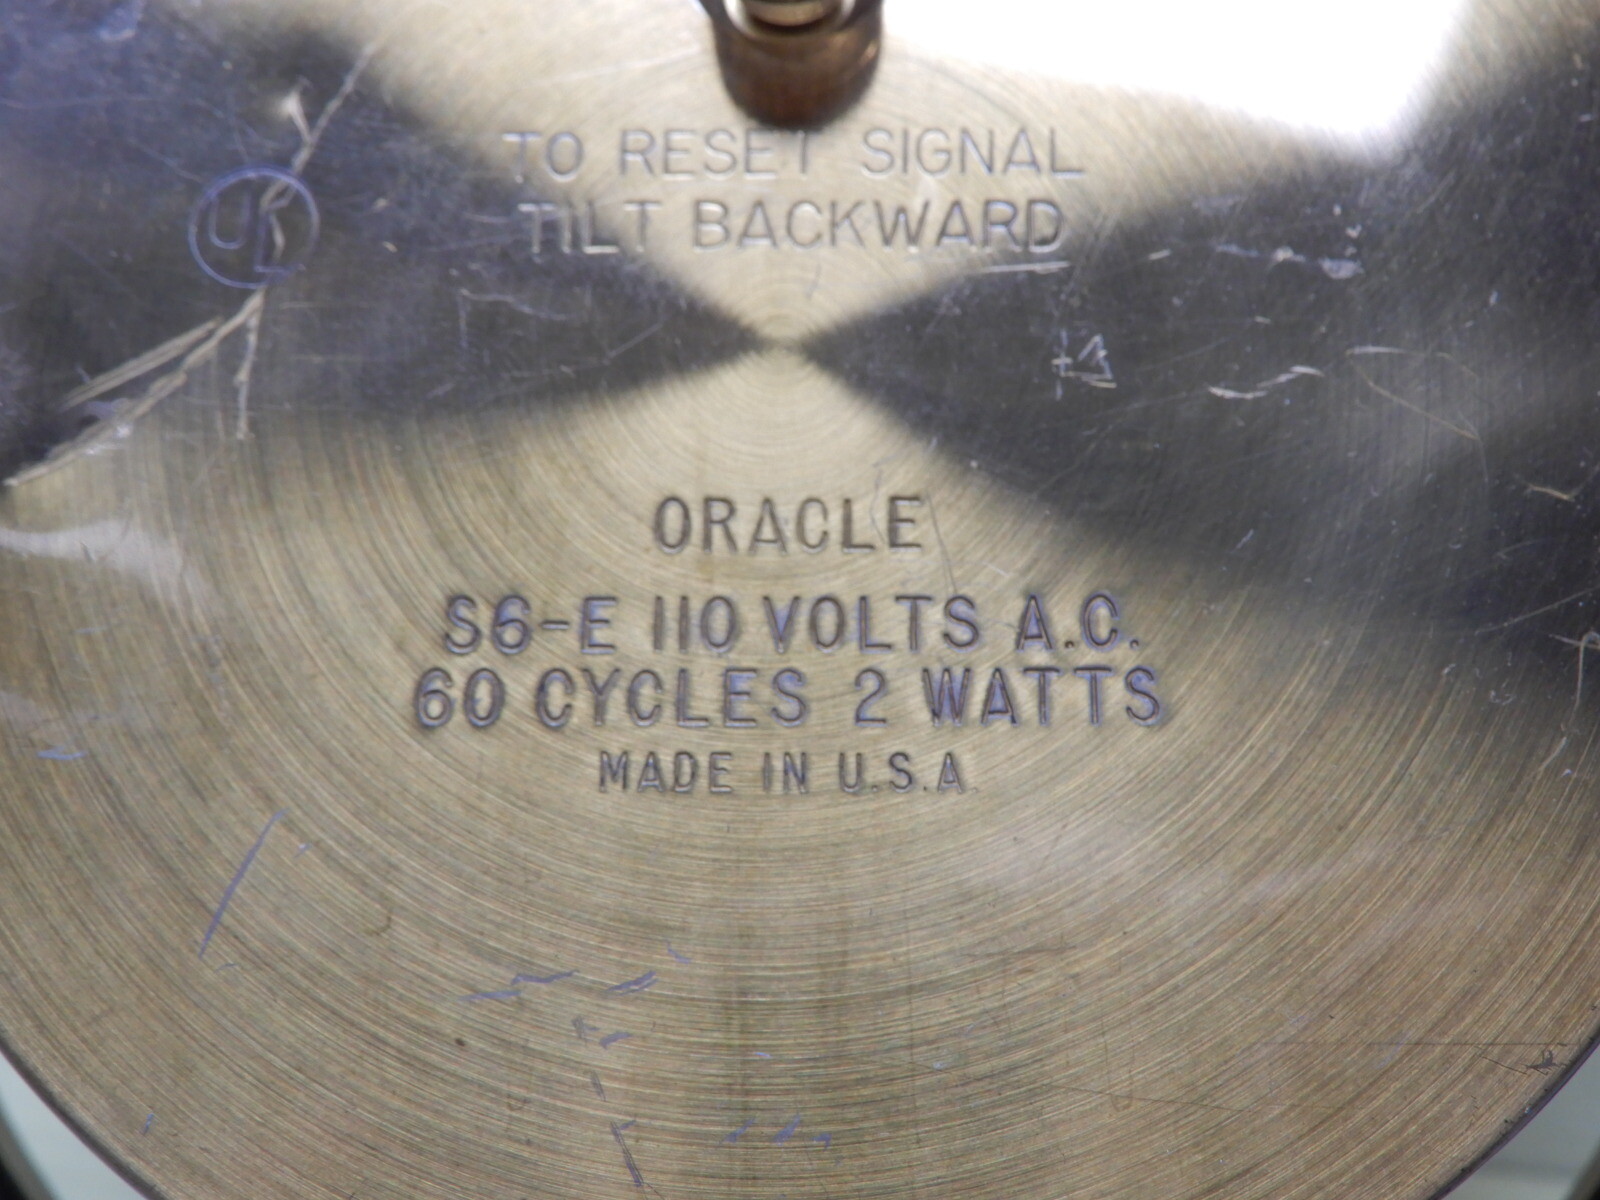 TO RESET SIGNAL
TILT BACKWARD
UL
ORACLE
S6-E 110 VOLTS A.C.
60 CYCLES 2 WATTS
MADE IN U.S.A.